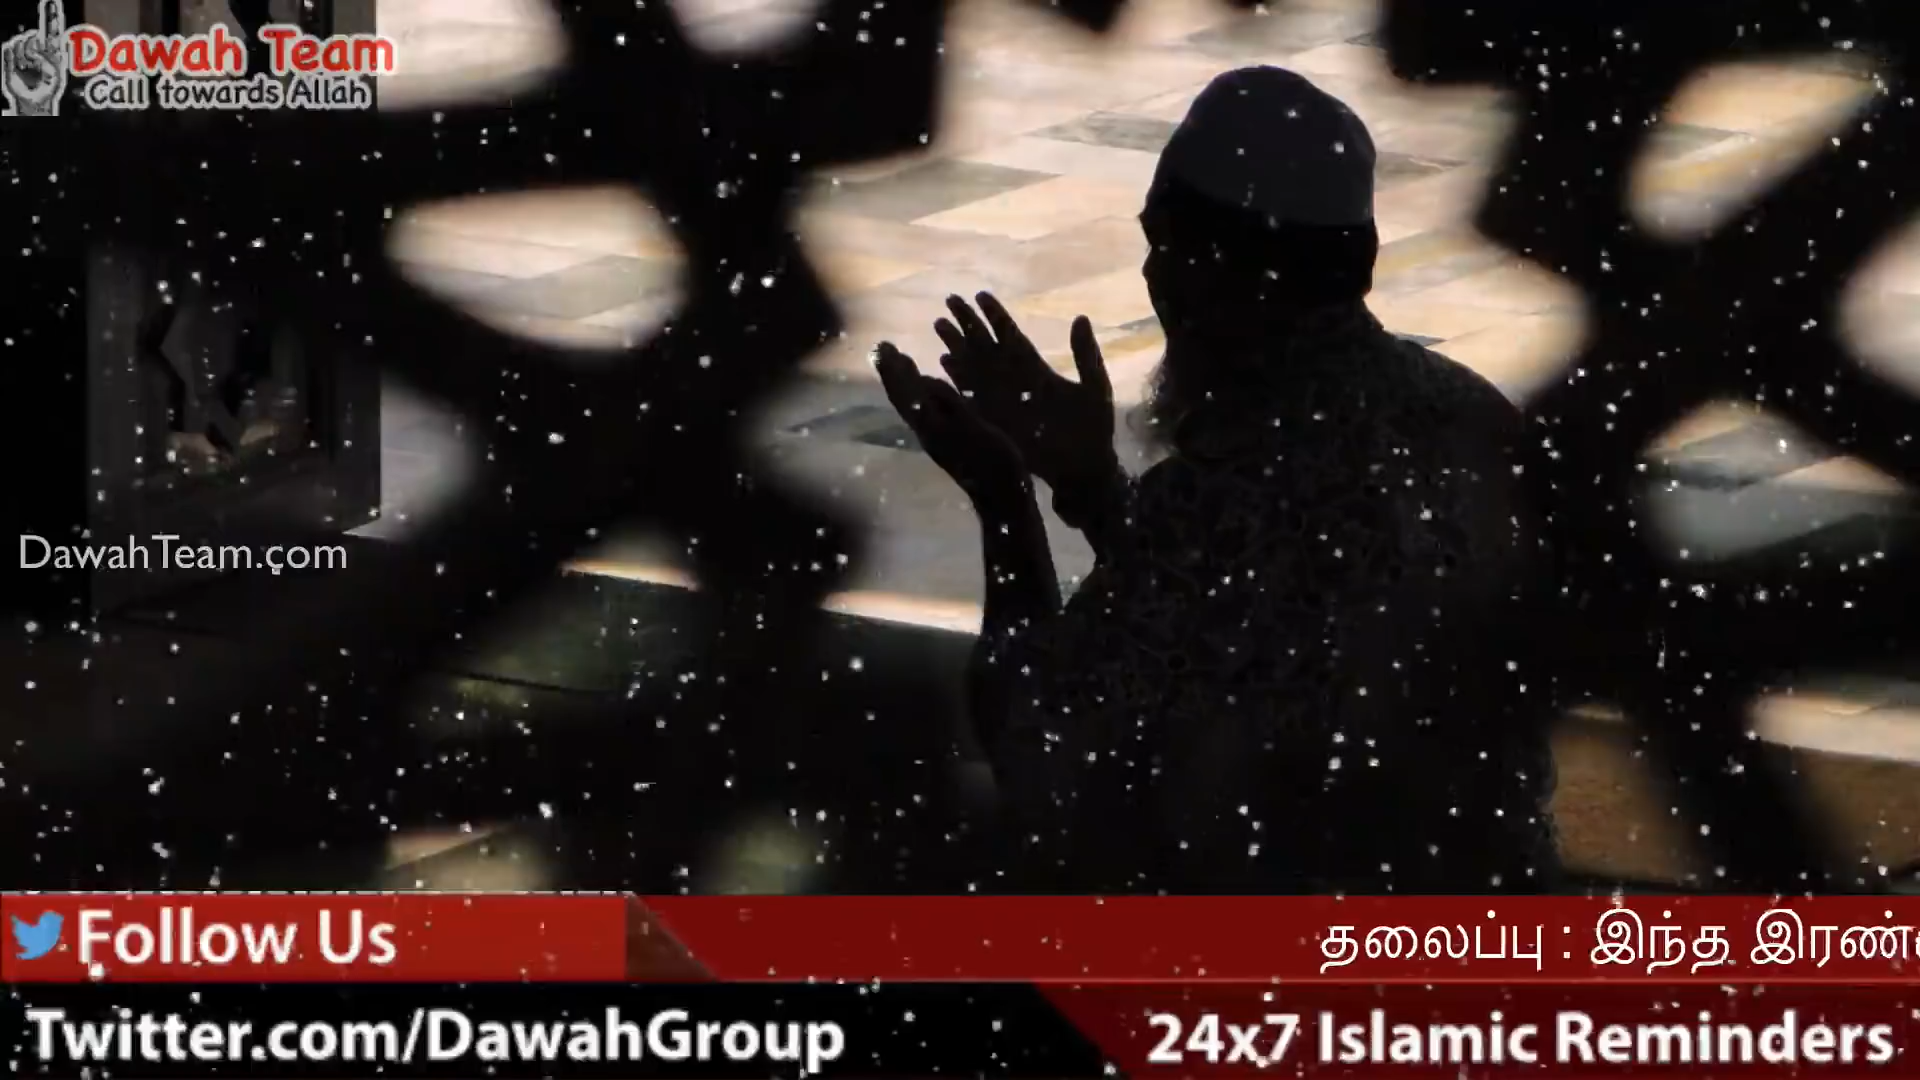 Dawah Team
Call towards Allah
DawahTeam.com
Follow Us
தலைப்பு : இந்த
Twitter.com/DawahGroup
24x7 Islamic Reminders